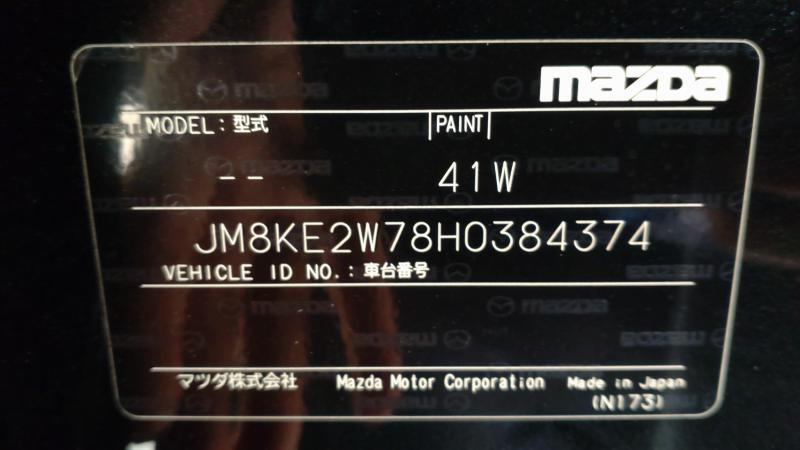 mazda
MODEL : 型式 PAINT
-- 41W
JM8KE2W78H0384374
VEHICLE ID NO. : 車台番号
マツダ株式会社 Mazda Motor Corporation Made in Japan
(N173)